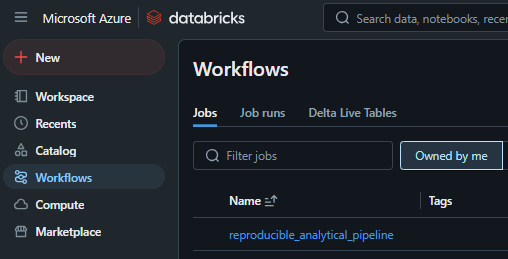 Microsoft Azure databricks Search data, notebooks, rece
New
Workspace
Recents
Catalog
Workflows
Compute
Marketplace
Workflows
Jobs Job runs Delta Live Tables
Filter jobs Owned by me
Name Tags
reproducible_analytical_pipeline